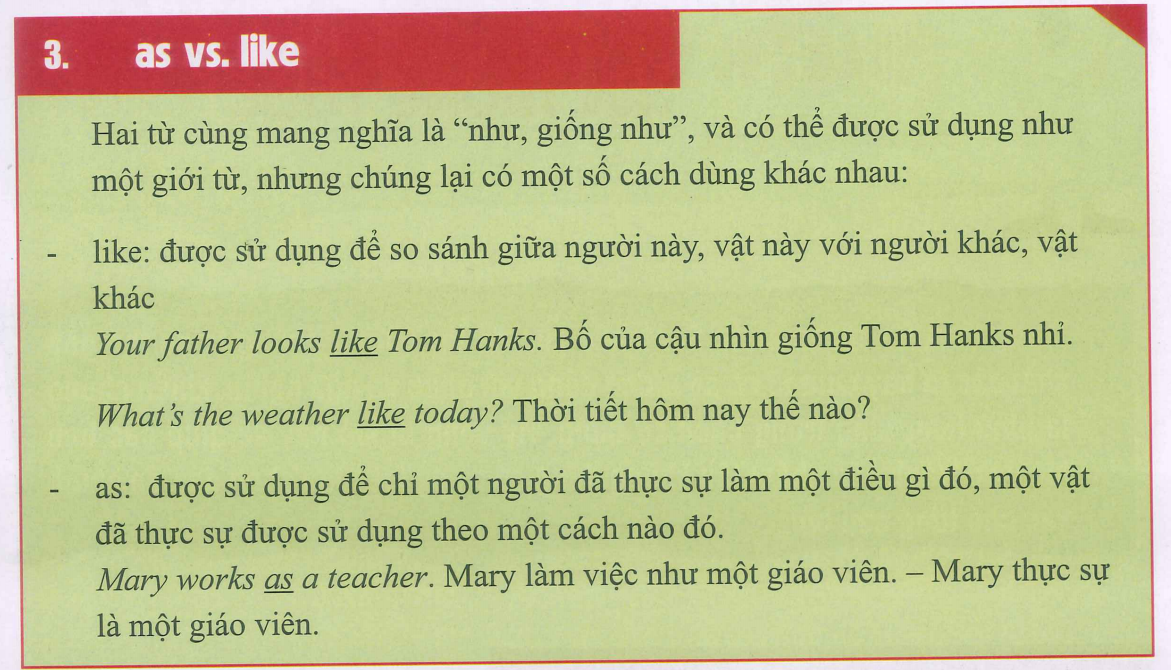 3. as vs. like
Hai từ cùng mang nghĩa là “như, giống như”, và có thể được sử dụng như
một giới từ, nhưng chúng lại có một số cách dùng khác nhau:
- like: được sử dụng để so sánh giữa người này, vật này với người khác, vật
khác
Your father looks like Tom Hanks. Bố của cậu nhìn giống Tom Hanks nhỉ.
What’s the weather like today? Thời tiết hôm nay thế nào?
- as: được sử dụng để chỉ một người đã thực sự làm một điều gì đó, một vật
đã thực sự được sử dụng theo một cách nào đó.
Mary works as a teacher. Mary làm việc như một giáo viên. – Mary thực sự
là một giáo viên.